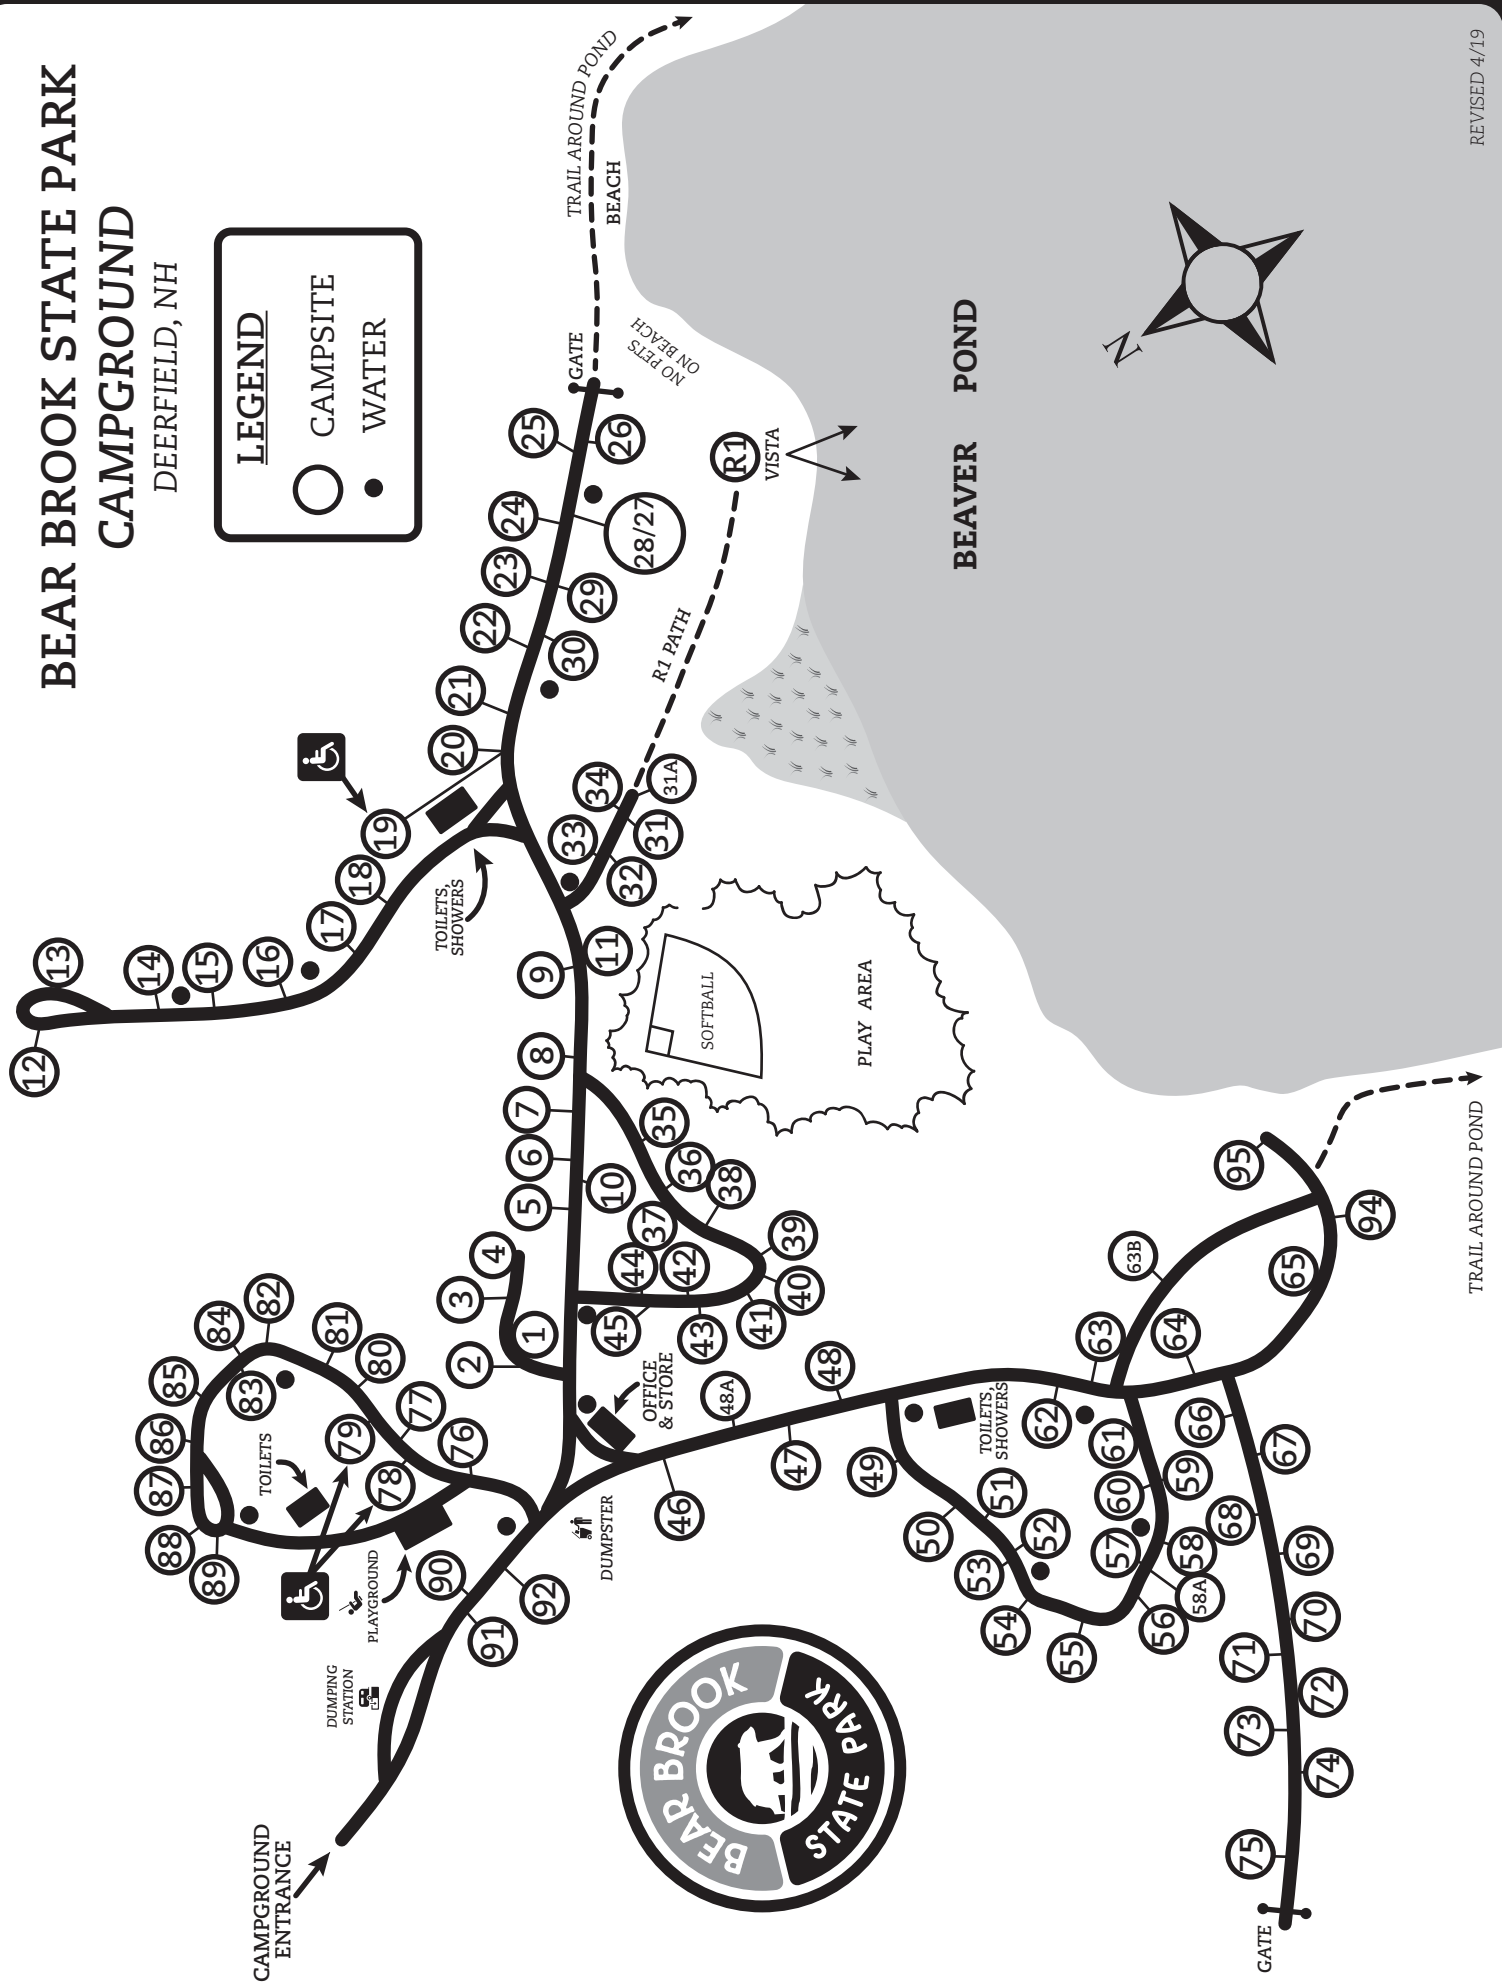 BEAR BROOK STATE PARK
CAMPGROUND
DEERFIELD, NH
LEGEND
CAMPSITE
WATER
CAMPGROUND
ENTRANCE
DUMPING
STATION
PLAYGROUND
TOILETS
DUMPSTER
OFFICE
& STORE
TOILETS,
SHOWERS
GATE
TRAIL AROUND POND
BEACH
NO PETS
ON BEACH
R1
VISTA
R1 PATH
SOFTBALL
PLAY AREA
BEAVER POND
N
TOILETS,
SHOWERS
TRAIL AROUND POND
GATE
REVISED 4/19
BEAR BROOK
STATE PARK
1
2
3
4
5
6
7
8
9
10
11
12
13
14
15
16
17
18
19
20
21
22
23
24
25
26
28/27
29
30
31
31A
32
33
34
35
36
37
38
39
40
41
42
43
44
45
46
47
48
48A
49
50
51
52
53
54
55
56
57
58
58A
59
60
61
62
63
63B
64
65
66
67
68
69
70
71
72
73
74
75
76
77
78
79
80
81
82
83
84
85
86
87
88
89
90
91
92
94
95